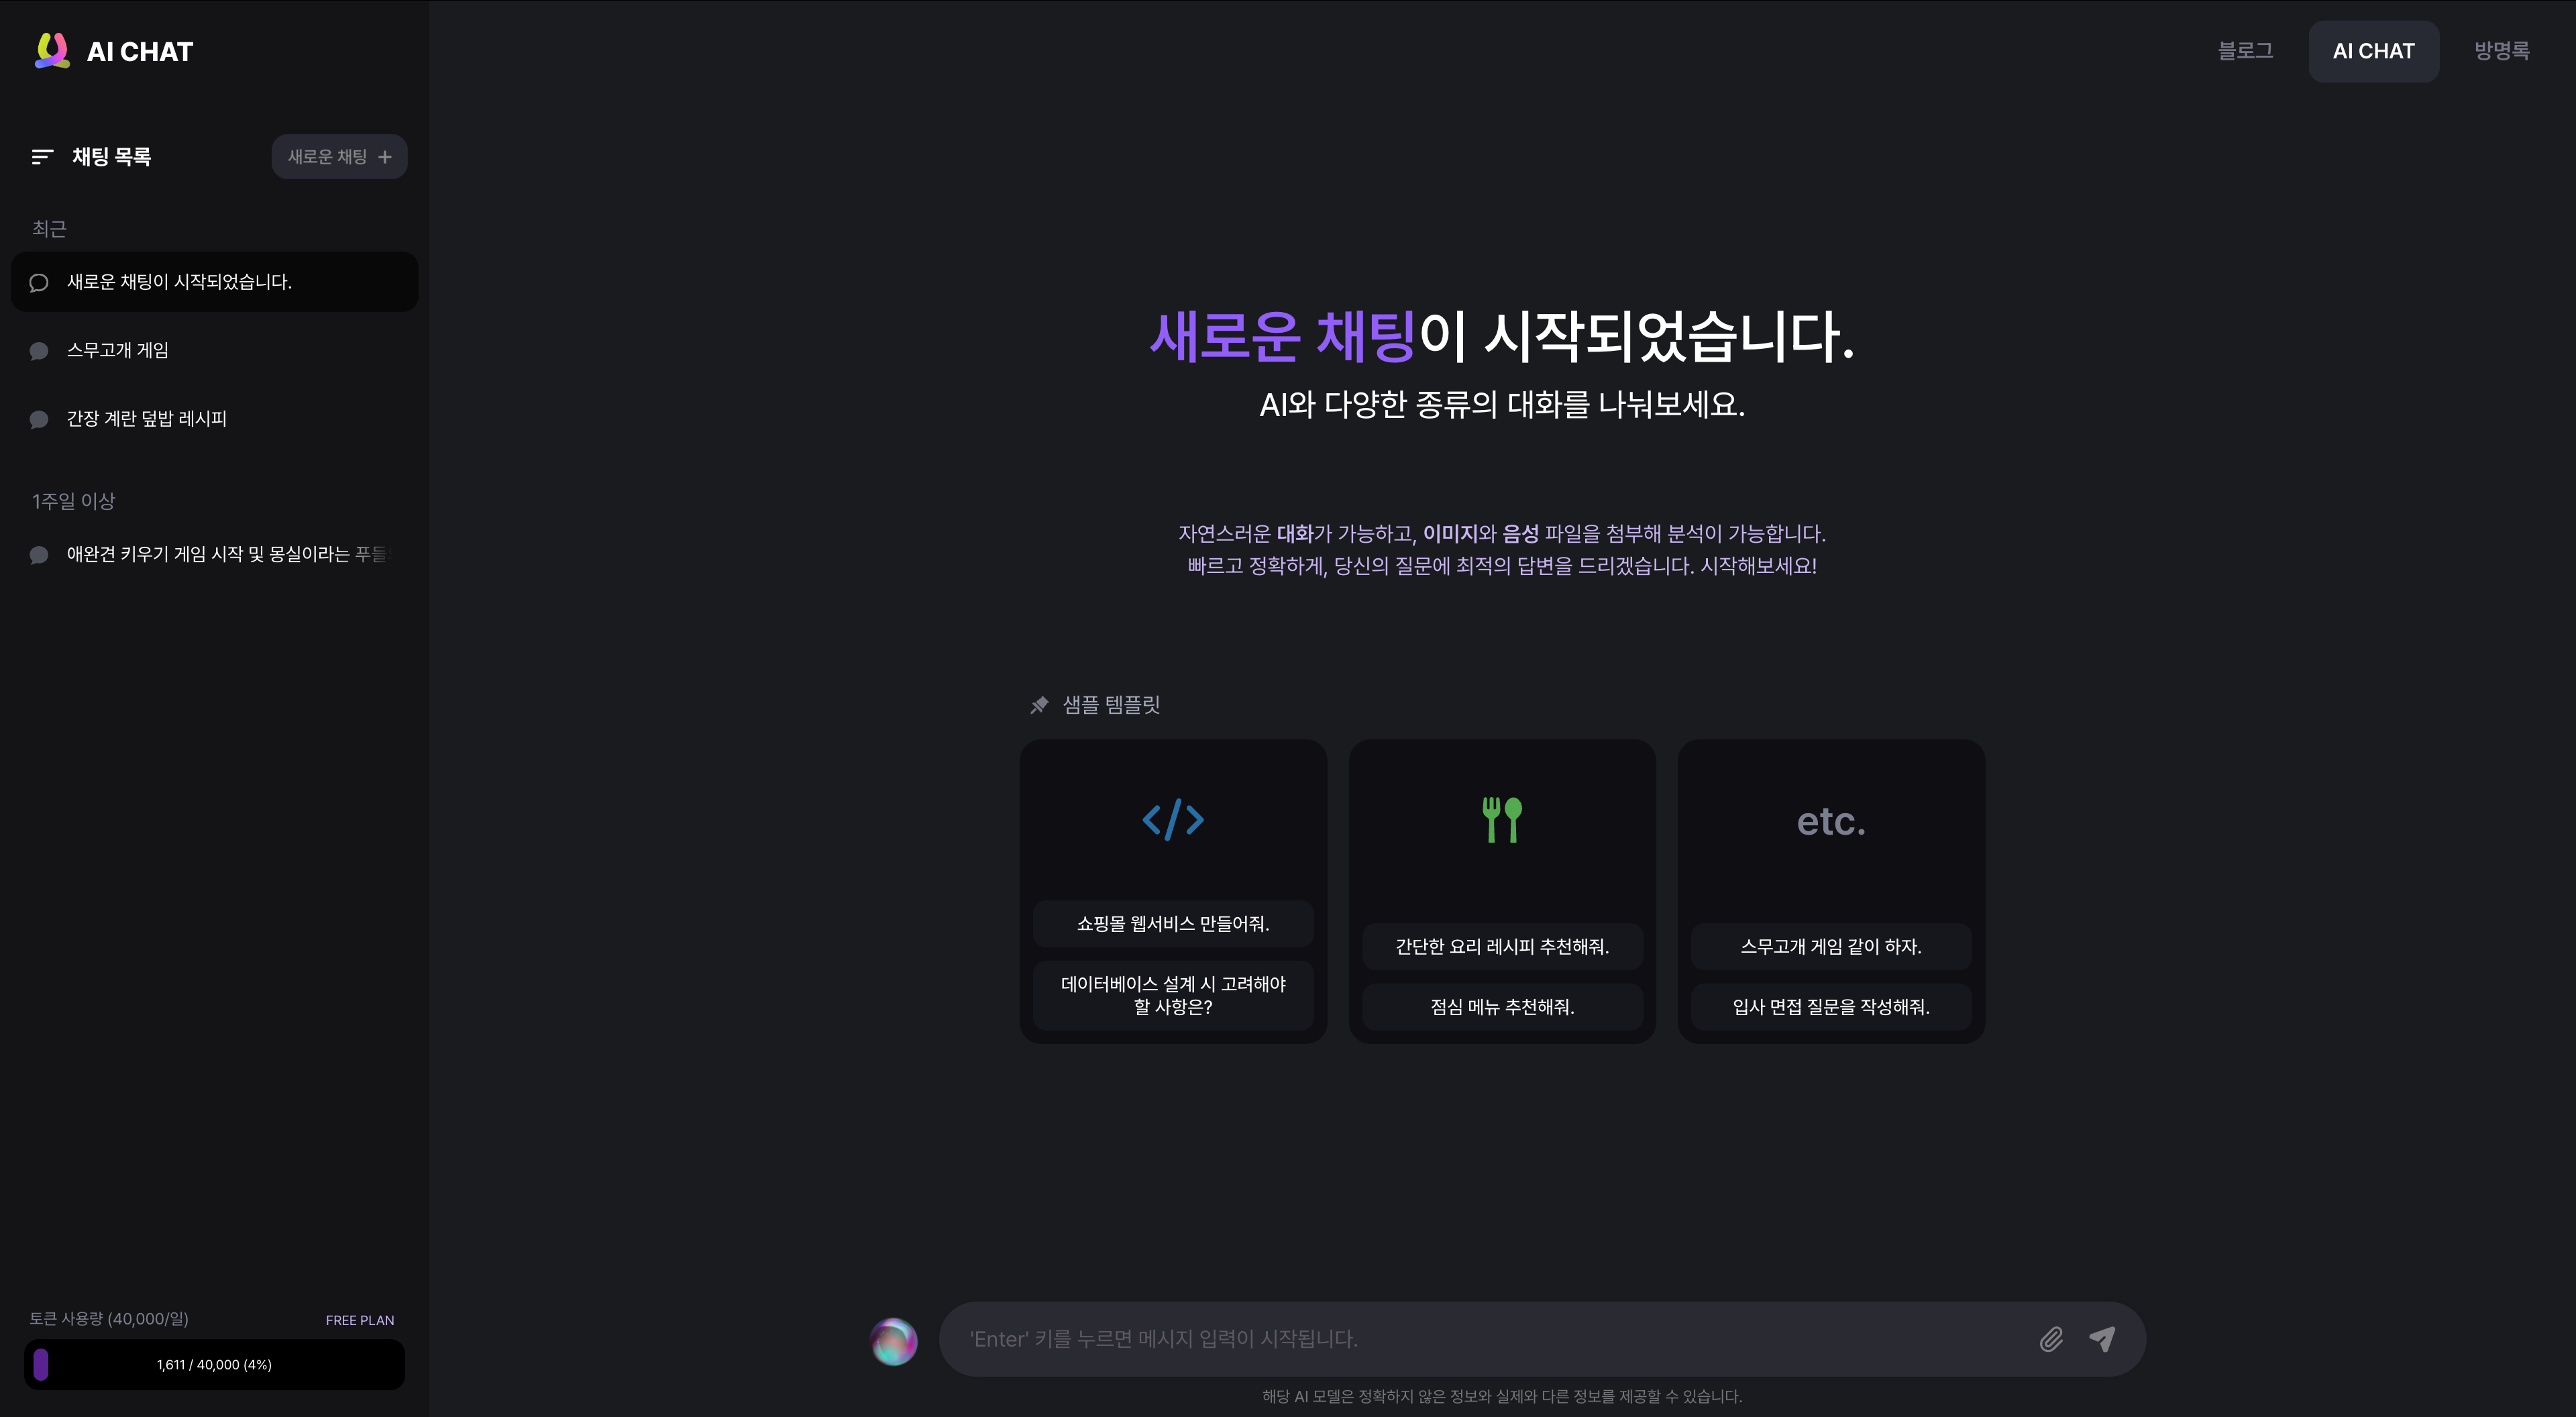 AI CHAT
블로그
AI CHAT
방명록
채팅 목록
새로운 채팅 +
최근
새로운 채팅이 시작되었습니다.
스무고개 게임
간장 계란 덮밥 레시피
1주일 이상
애완견 키우기 게임 시작 및 몽실이라는 푸들
토큰 사용량 (40,000/일)
FREE PLAN
1,611 / 40,000 (4%)
새로운 채팅이 시작되었습니다.
AI와 다양한 종류의 대화를 나눠보세요.
자연스러운 대화가 가능하고, 이미지와 음성 파일을 첨부해 분석이 가능합니다.
빠르고 정확하게, 당신의 질문에 최적의 답변을 드리겠습니다. 시작해보세요!
샘플 템플릿
</>
쇼핑몰 웹서비스 만들어줘.
데이터베이스 설계 시 고려해야
할 사항은?
간단한 요리 레시피 추천해줘.
점심 메뉴 추천해줘.
etc.
스무고개 게임 같이 하자.
입사 면접 질문을 작성해줘.
'Enter' 키를 누르면 메시지 입력이 시작됩니다.
해당 AI 모델은 정확하지 않은 정보와 실제와 다른 정보를 제공할 수 있습니다.